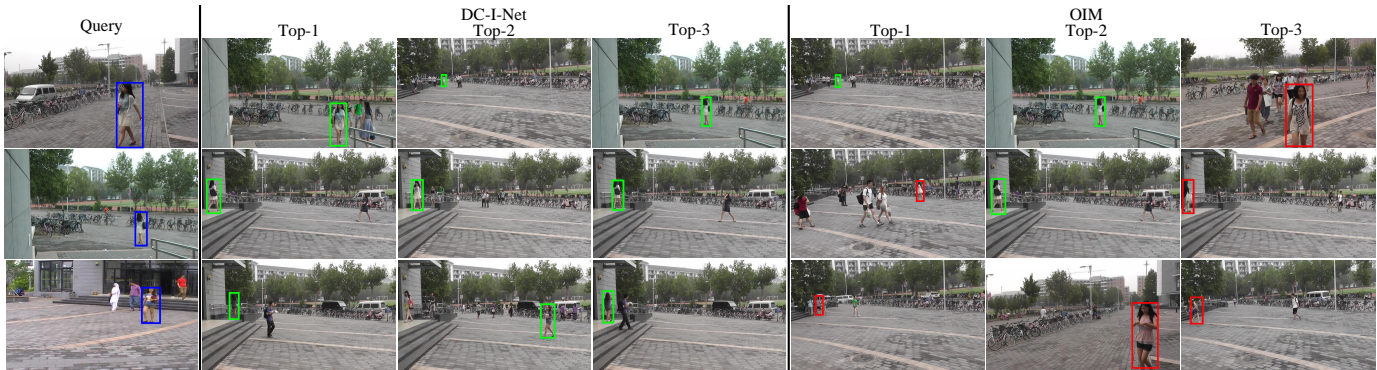 Query
DC-I-Net
OIM
Top-1
Top-2
Top-3
Top-1
Top-2
Top-3